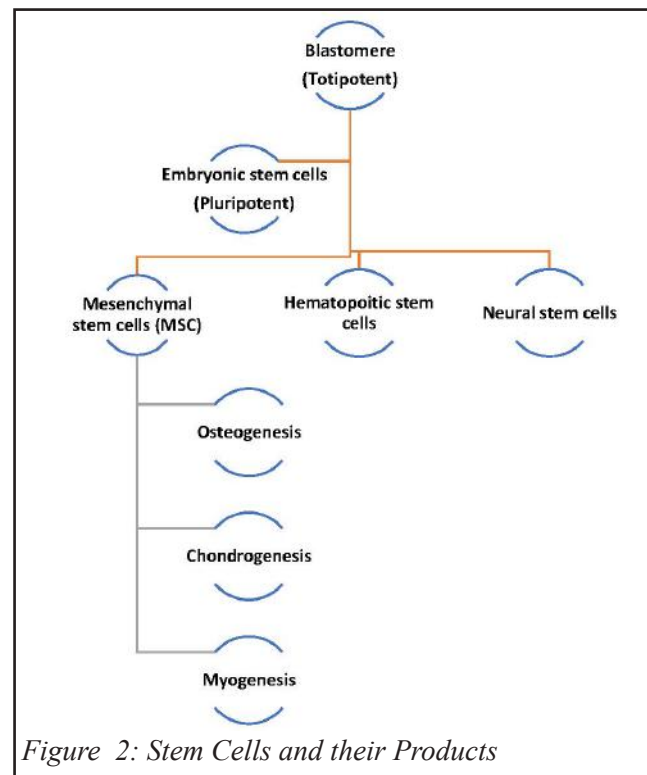 Blastomere
(Totipotent)
Embryonic stem cells
(Pluripotent)
Mesenchymal
stem cells (MSC)
Hematopoitic stem
cells
Neural stem cells
Osteogenesis
Chondrogenesis
Myogenesis
Figure 2: Stem Cells and their Products